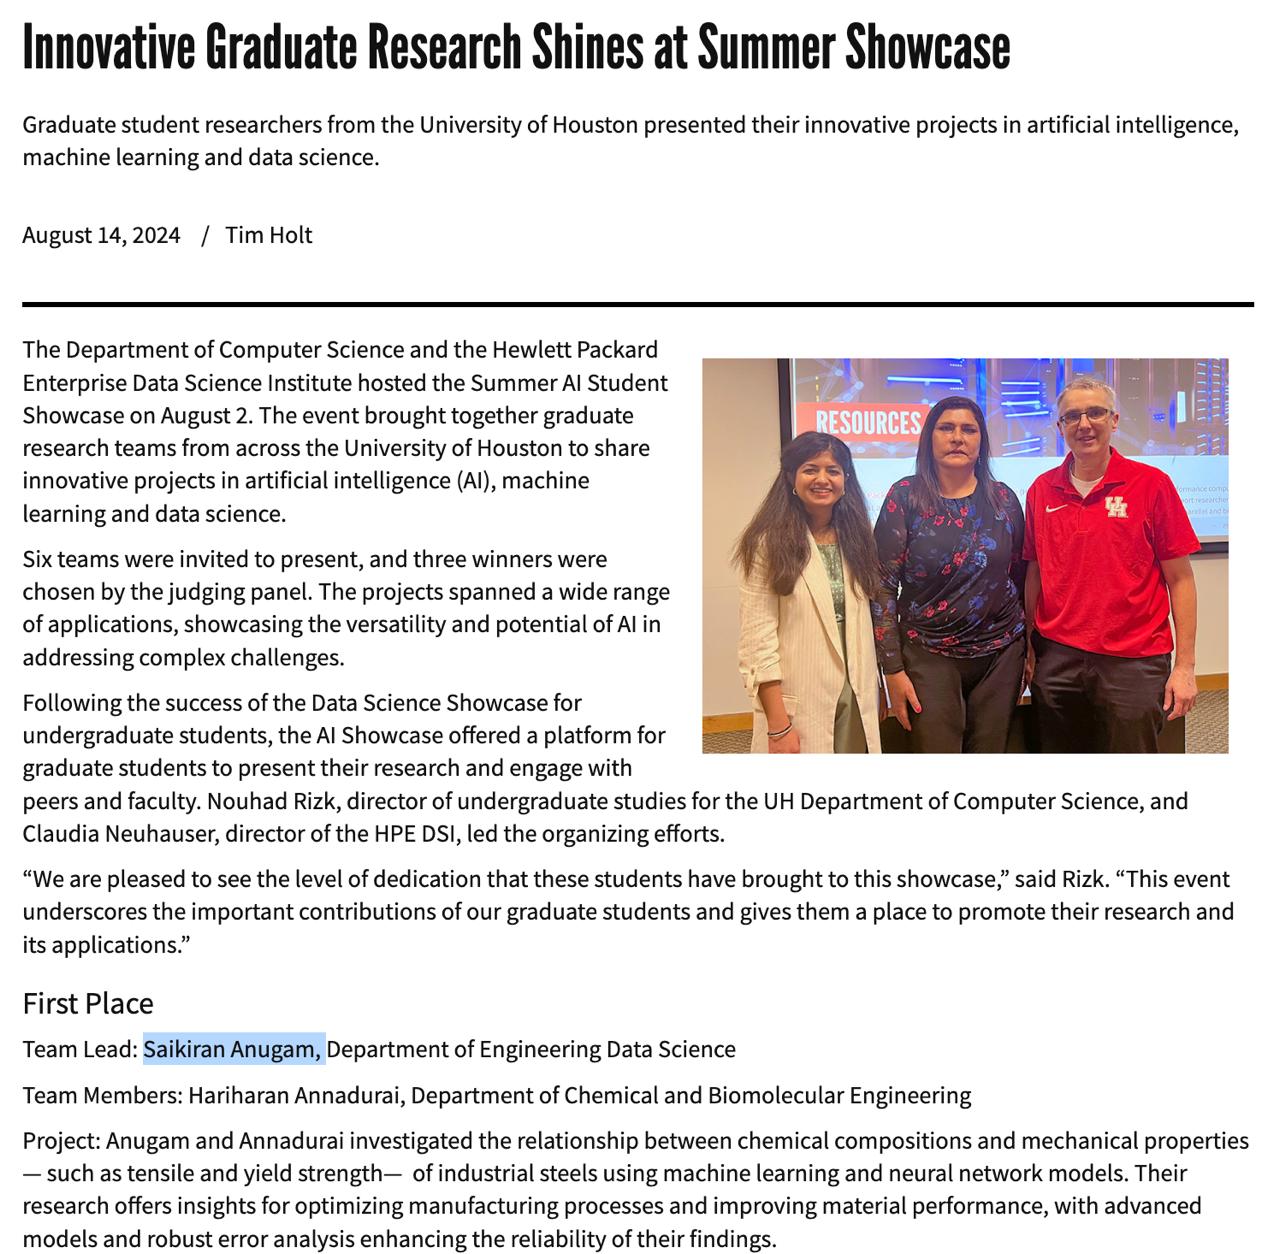 Innovative Graduate Research Shines at Summer Showcase
Graduate student researchers from the University of Houston presented their innovative projects in artificial intelligence,
machine learning and data science.
August 14, 2024 / Tim Holt
The Department of Computer Science and the Hewlett Packard
Enterprise Data Science Institute hosted the Summer AI Student
Showcase on August 2. The event brought together graduate
research teams from across the University of Houston to share
innovative projects in artificial intelligence (AI), machine
learning and data science.
Six teams were invited to present, and three winners were
chosen by the judging panel. The projects spanned a wide range
of applications, showcasing the versatility and potential of AI in
addressing complex challenges.
Following the success of the Data Science Showcase for
undergraduate students, the AI Showcase offered a platform for
graduate students to present their research and engage with
peers and faculty. Nouhad Rizk, director of undergraduate studies for the UH Department of Computer Science, and
Claudia Neuhauser, director of the HPE DSI, led the organizing efforts.
RESOURCES
UH
“We are pleased to see the level of dedication that these students have brought to this showcase,” said Rizk. “This event
underscores the important contributions of our graduate students and gives them a place to promote their research and
its applications.”
First Place
Team Lead: Saikiran Anugam, Department of Engineering Data Science
Team Members: Hariharan Annadurai, Department of Chemical and Biomolecular Engineering
Project: Anugam and Annadurai investigated the relationship between chemical compositions and mechanical properties
— such as tensile and yield strength—  of industrial steels using machine learning and neural network models. Their
research offers insights for optimizing manufacturing processes and improving material performance, with advanced
models and robust error analysis enhancing the reliability of their findings.